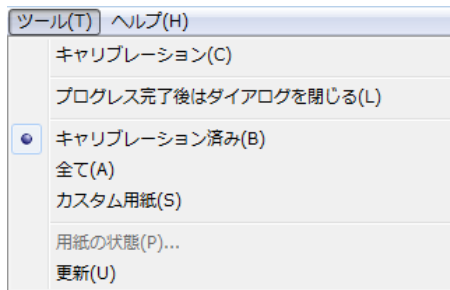 ツール(T) ヘルプ(H)
キャリブレーション(C)
プログレス完了後はダイアログを閉じる(L)
キャリブレーション済み(B)
全て(A)
カスタム用紙(S)
用紙の状態(P)...
更新(U)